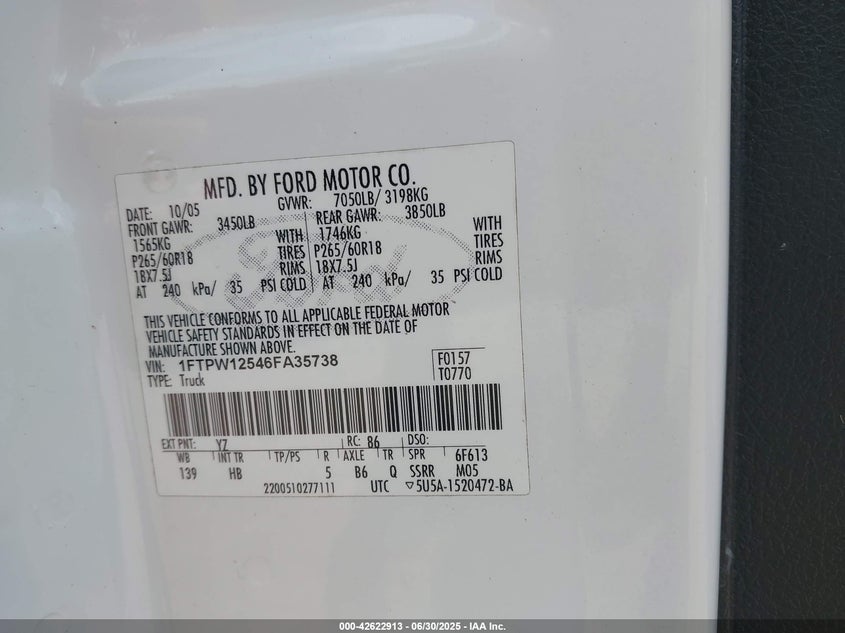 MFD. BY FORD MOTOR CO.
DATE: 10/05 GVWR: 7050LB/ 3198KG
FRONT GAWR: 3450LB REAR GAWR: 3850LB
1565KG WITH 1746KG WITH
P265/60R18 TIRES P265/60R18 TIRES
18X7.5J RIMS 18X7.5J RIMS
AT 240 kPa/ 35 PSI COLD AT 240 kPa/ 35 PSI COLD
Ford
THIS VEHICLE CONFORMS TO ALL APPLICABLE FEDERAL MOTOR
VEHICLE SAFETY STANDARDS IN EFFECT ON THE DATE OF
MANUFACTURE SHOWN ABOVE.
VIN: 1FTPW12546FA35738 F0157
TYPE: Truck T0770
EXT PNT: YZ RC: 86 DSO:
WB INT TR TP/PS R AXLE TR SPR 6F613
139 HB 5 B6 Q SSRR M05
2200510277111 UTC ▽5U5A-1520472-BA
000-42622913 - 06/30/2025 - IAA Inc.